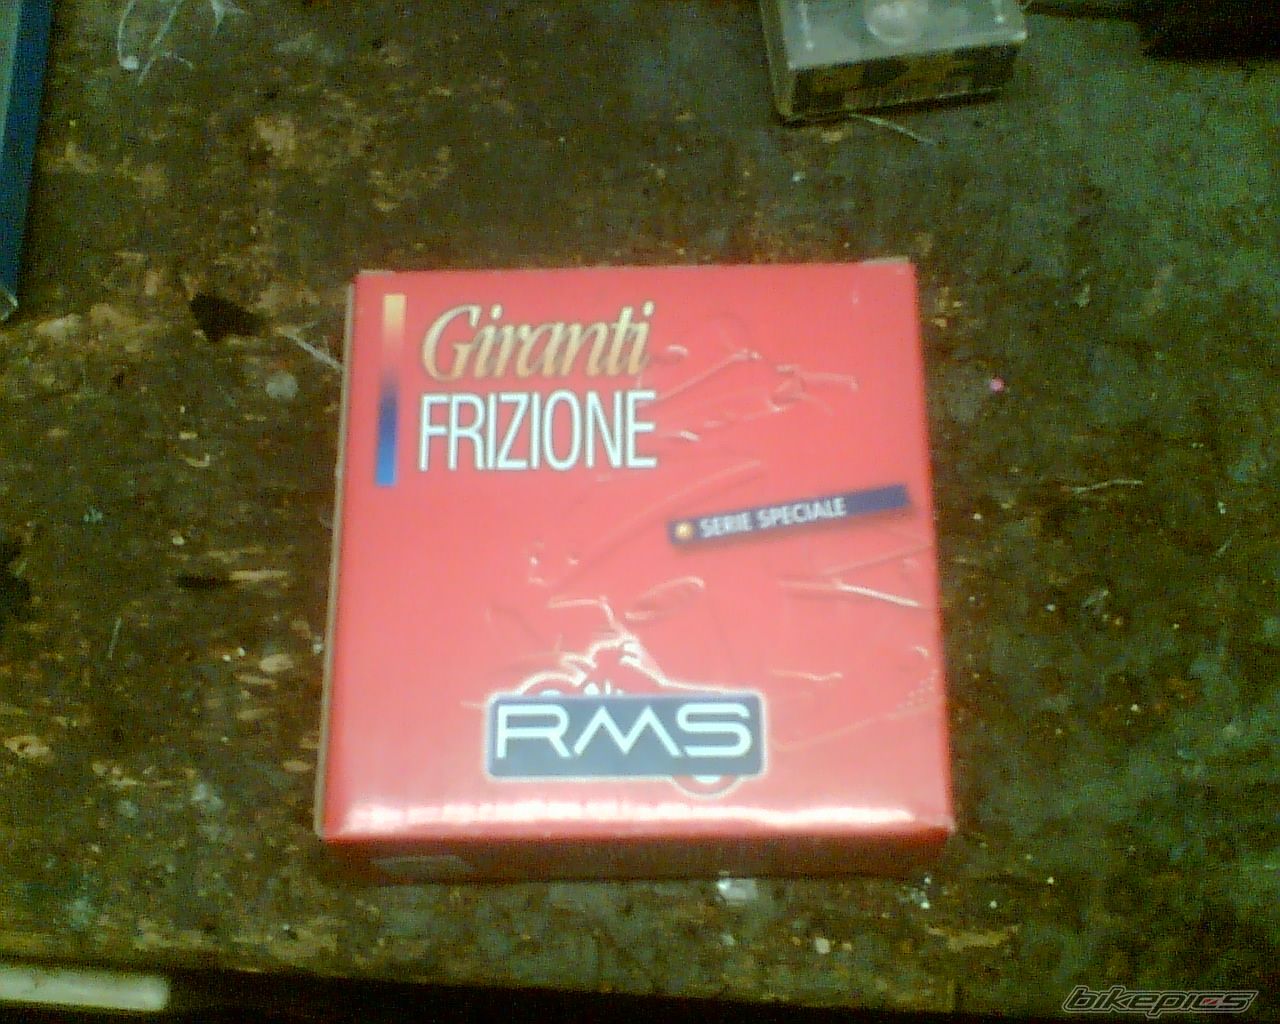 Giranti
FRIZIONE
SERIE SPECIALE
RMS
bikepics